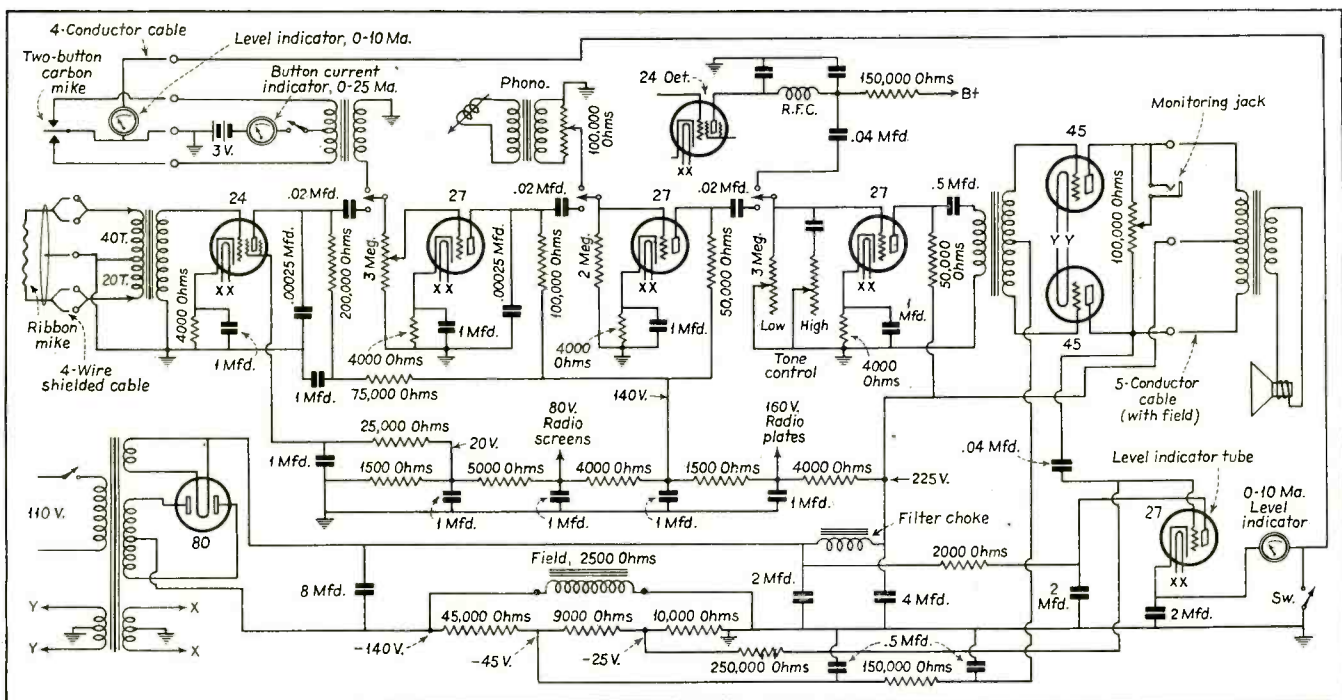 4-Conductor cable
Level indicator, 0-10 Ma.
Two-button
carbon
mike
Button current
indicator, 0-25 Ma.
3 V.
Phono.
100,000
Ohms
24 Det.
X X
R.F.C.
150,000 Ohms
B+
.04 Mfd.
Monitoring jack
40T.
20T.
Ribbon
mike
4-Wire
shielded cable
24
X X
4000 Ohms
1 Mfd.
.00025 Mfd.
200,000 Ohms
.02 Mfd.
3 Meg.
27
X X
4000 Ohms
1 Mfd.
.00025 Mfd.
100,000 Ohms
.02 Mfd.
2 Meg.
27
X X
4000
Ohms
1 Mfd.
50,000 Ohms
.02 Mfd.
3 Meg.
Low
High
Tone
control
27
X X
1
Mfd.
4000
Ohms
50,000
Ohms
.5 Mfd.
45
Y Y
45
100,000 Ohms
5-Conductor
cable
(with field)
1 Mfd.
75,000 Ohms
140 V.
80V.
Radio
screens
160 V.
Radio
plates
25,000 Ohms
20 V.
1 Mfd.
1500 Ohms
5000 Ohms
4000 Ohms
1500 Ohms
4000 Ohms
225 V.
1 Mfd.
1 Mfd.
1 Mfd.
1 Mfd.
110 V.
80
Y
Y
X
X
8 Mfd.
Field, 2500 Ohms
Filter choke
2 Mfd.
4 Mfd.
2000 Ohms
2
Mfd.
.04 Mfd.
Level indicator tube
27
X X
2 Mfd.
0-10 Ma.
Level
indicator
Sw.
45,000 Ohms
9000 Ohms
10,000 Ohms
-140 V.
-45 V.
-25 V.
250,000 Ohms
.5 Mfd.
150,000 Ohms